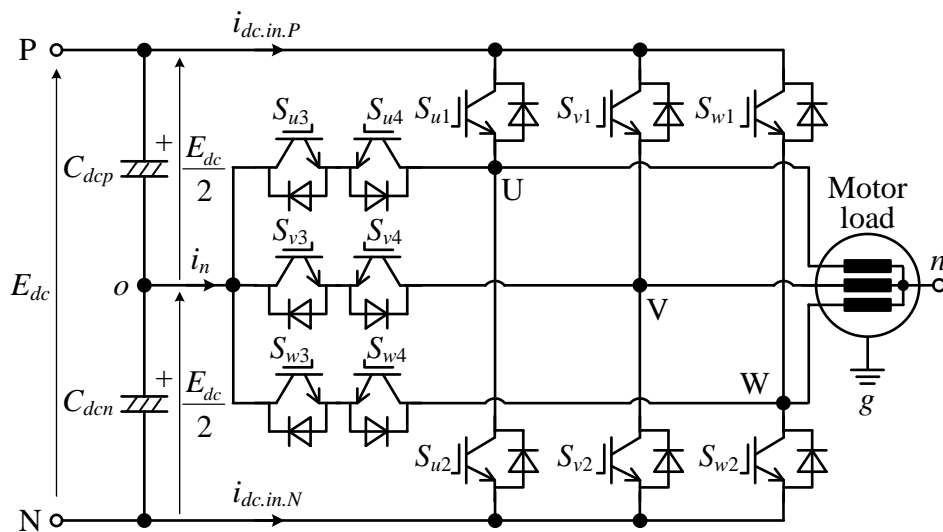 P
i_dc.in.P
S_u3
S_u4
S_u1
S_v1
S_w1
C_dcp
+
E_dc/2
U
Motor
load
S_v3
S_v4
i_n
o
n
E_dc
V
S_w3
S_w4
W
C_dcn
+
E_dc/2
g
S_u2
S_v2
S_w2
i_dc.in.N
N